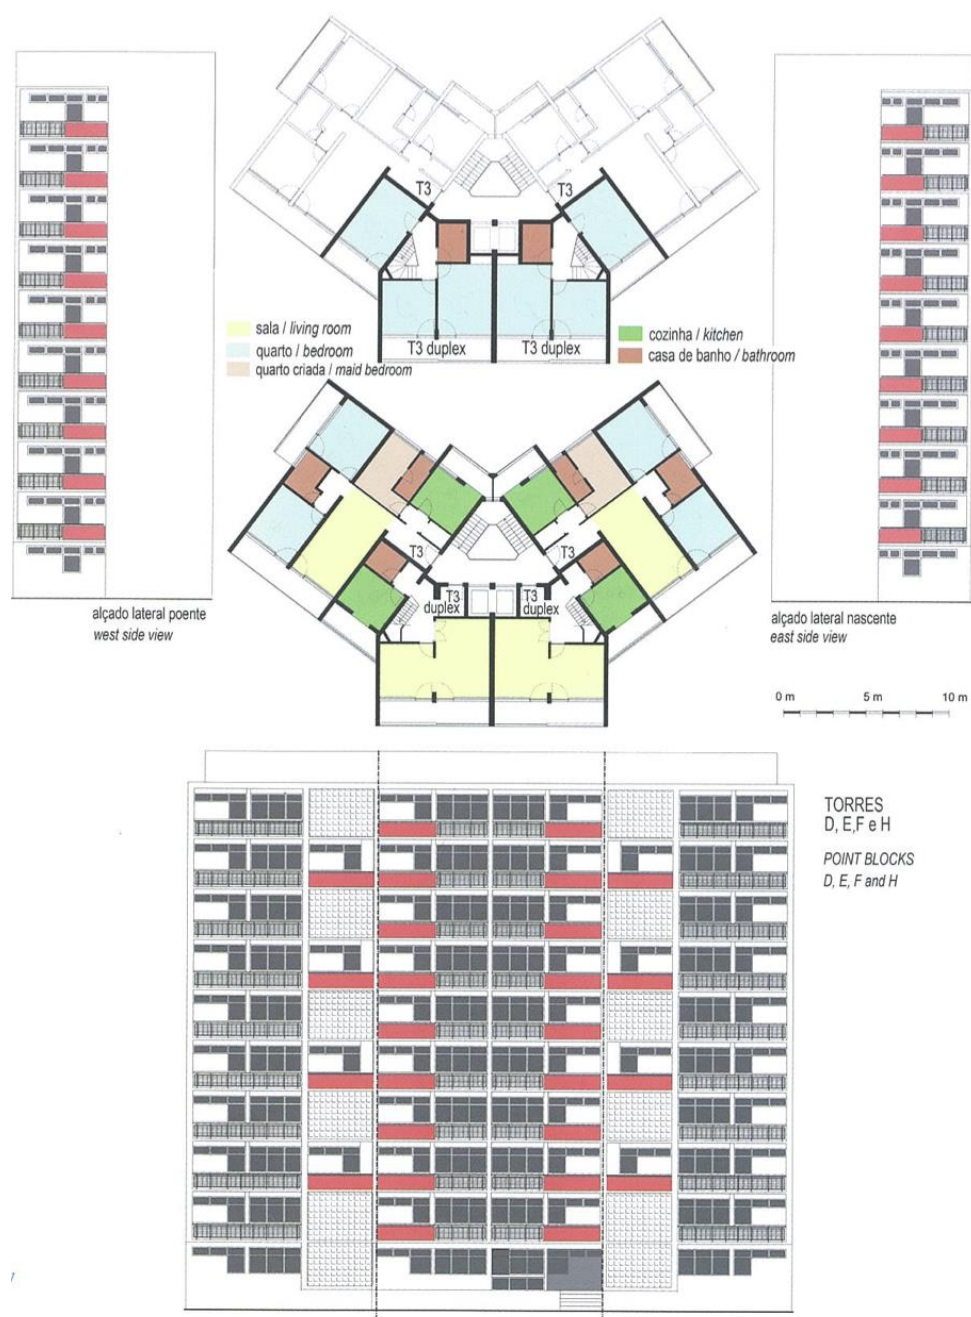 T3
T3
T3 duplex
T3 duplex
sala / living room
quarto / bedroom
quarto criada / maid bedroom
cozinha / kitchen
casa de banho / bathroom
T3
T3
T3
duplex
T3
duplex
alçado lateral poente
west side view
alçado lateral nascente
east side view
0 m 5 m 10 m
TORRES
D, E,F e H
POINT BLOCKS
D, E, F and H